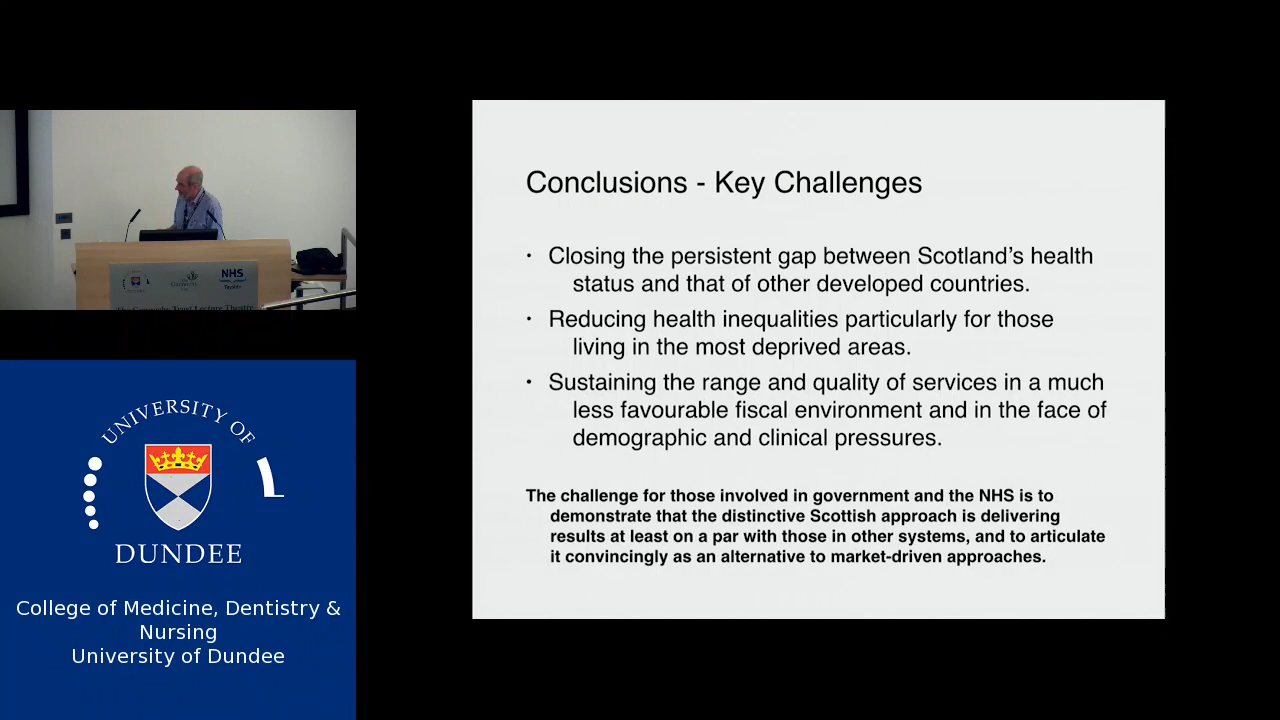 Conclusions - Key Challenges
• Closing the persistent gap between Scotland’s health
status and that of other developed countries.
• Reducing health inequalities particularly for those
living in the most deprived areas.
• Sustaining the range and quality of services in a much
less favourable fiscal environment and in the face of
demographic and clinical pressures.
The challenge for those involved in government and the NHS is to
demonstrate that the distinctive Scottish approach is delivering
results at least on a par with those in other systems, and to articulate
it convincingly as an alternative to market-driven approaches.
NHS
UNIVERSITY OF
DUNDEE
College of Medicine, Dentistry &
Nursing
University of Dundee